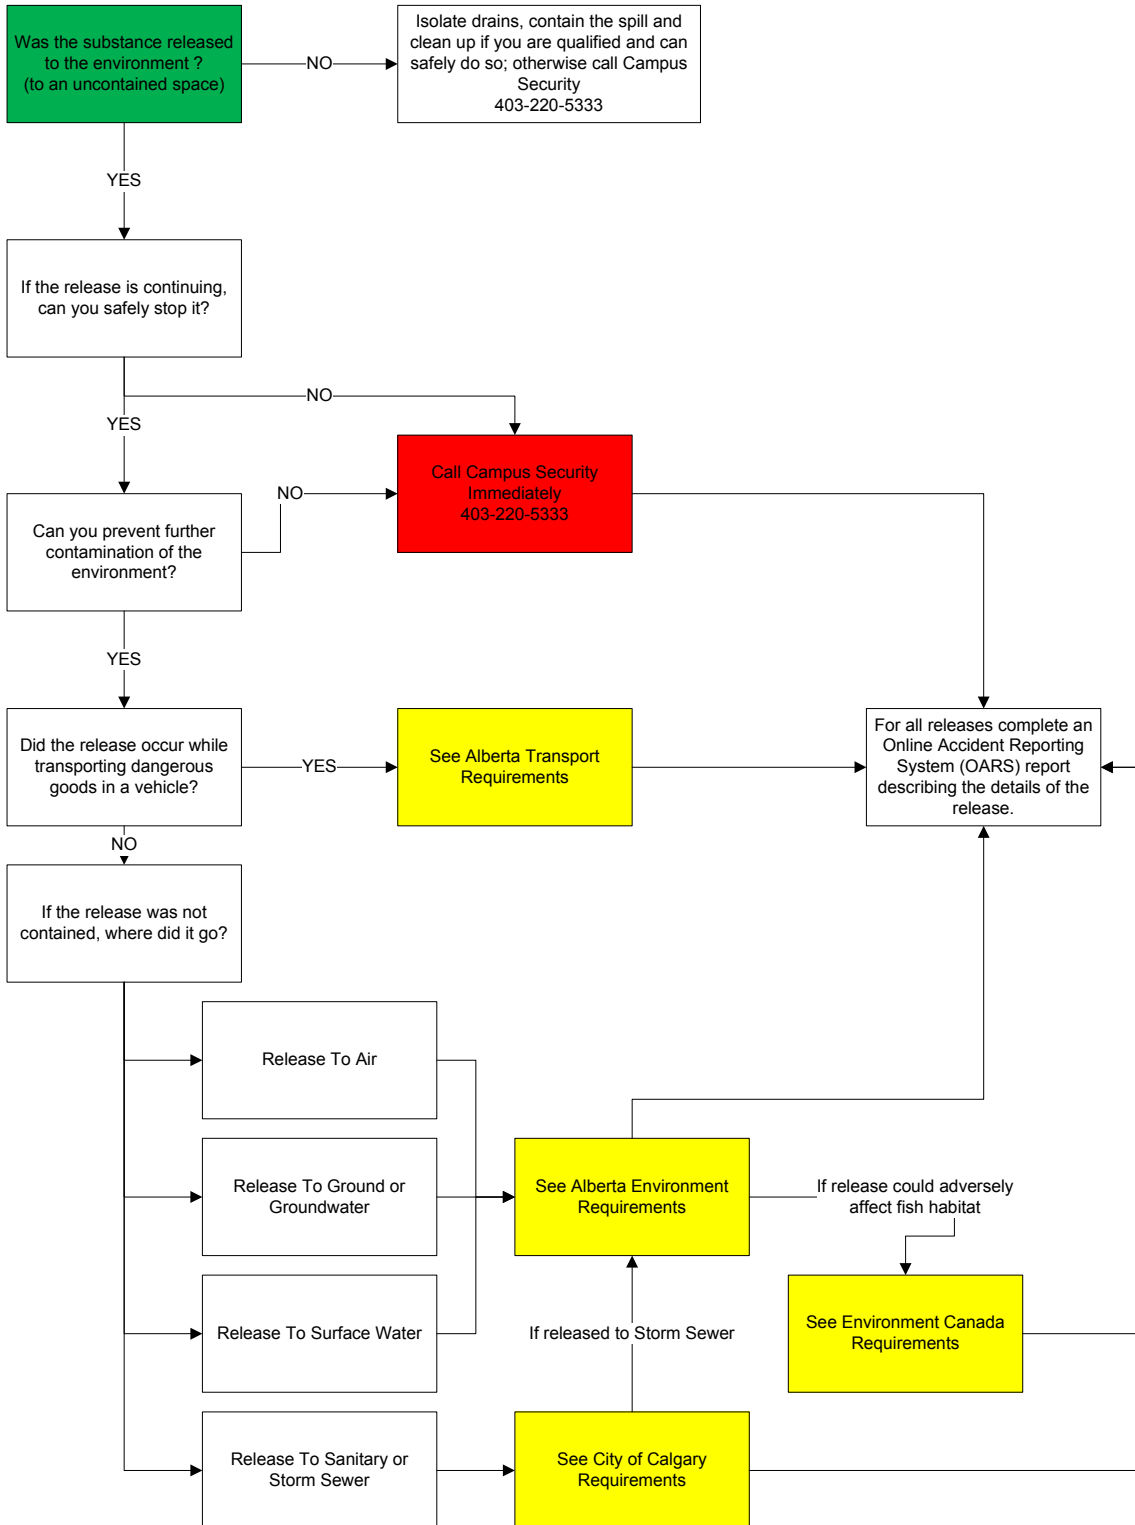 Was the substance released
to the environment ?
(to an uncontained space)
NO
Isolate drains, contain the spill and
clean up if you are qualified and can
safely do so; otherwise call Campus
Security
403-220-5333
YES
If the release is continuing,
can you safely stop it?
NO
YES
Call Campus Security
Immediately
403-220-5333
NO
Can you prevent further
contamination of the
environment?
YES
Did the release occur while
transporting dangerous
goods in a vehicle?
YES
See Alberta Transport
Requirements
For all releases complete an
Online Accident Reporting
System (OARS) report
describing the details of the
release.
NO
If the release was not
contained, where did it go?
Release To Air
Release To Ground or
Groundwater
See Alberta Environment
Requirements
If release could adversely
affect fish habitat
Release To Surface Water
If released to Storm Sewer
See Environment Canada
Requirements
Release To Sanitary or
Storm Sewer
See City of Calgary
Requirements